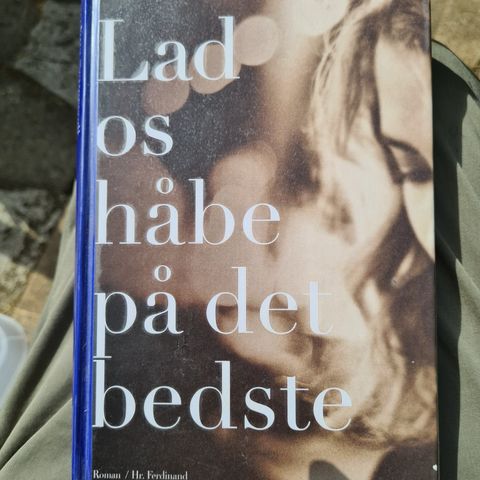 Lad
os
håbe
på det
bedste
Roman / Hr. Ferdinand